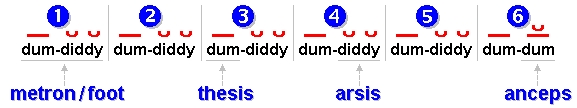 1 2 3 4 5 6
dum-diddy dum-diddy dum-diddy dum-diddy dum-diddy dum-dum
metron/foot thesis arsis anceps